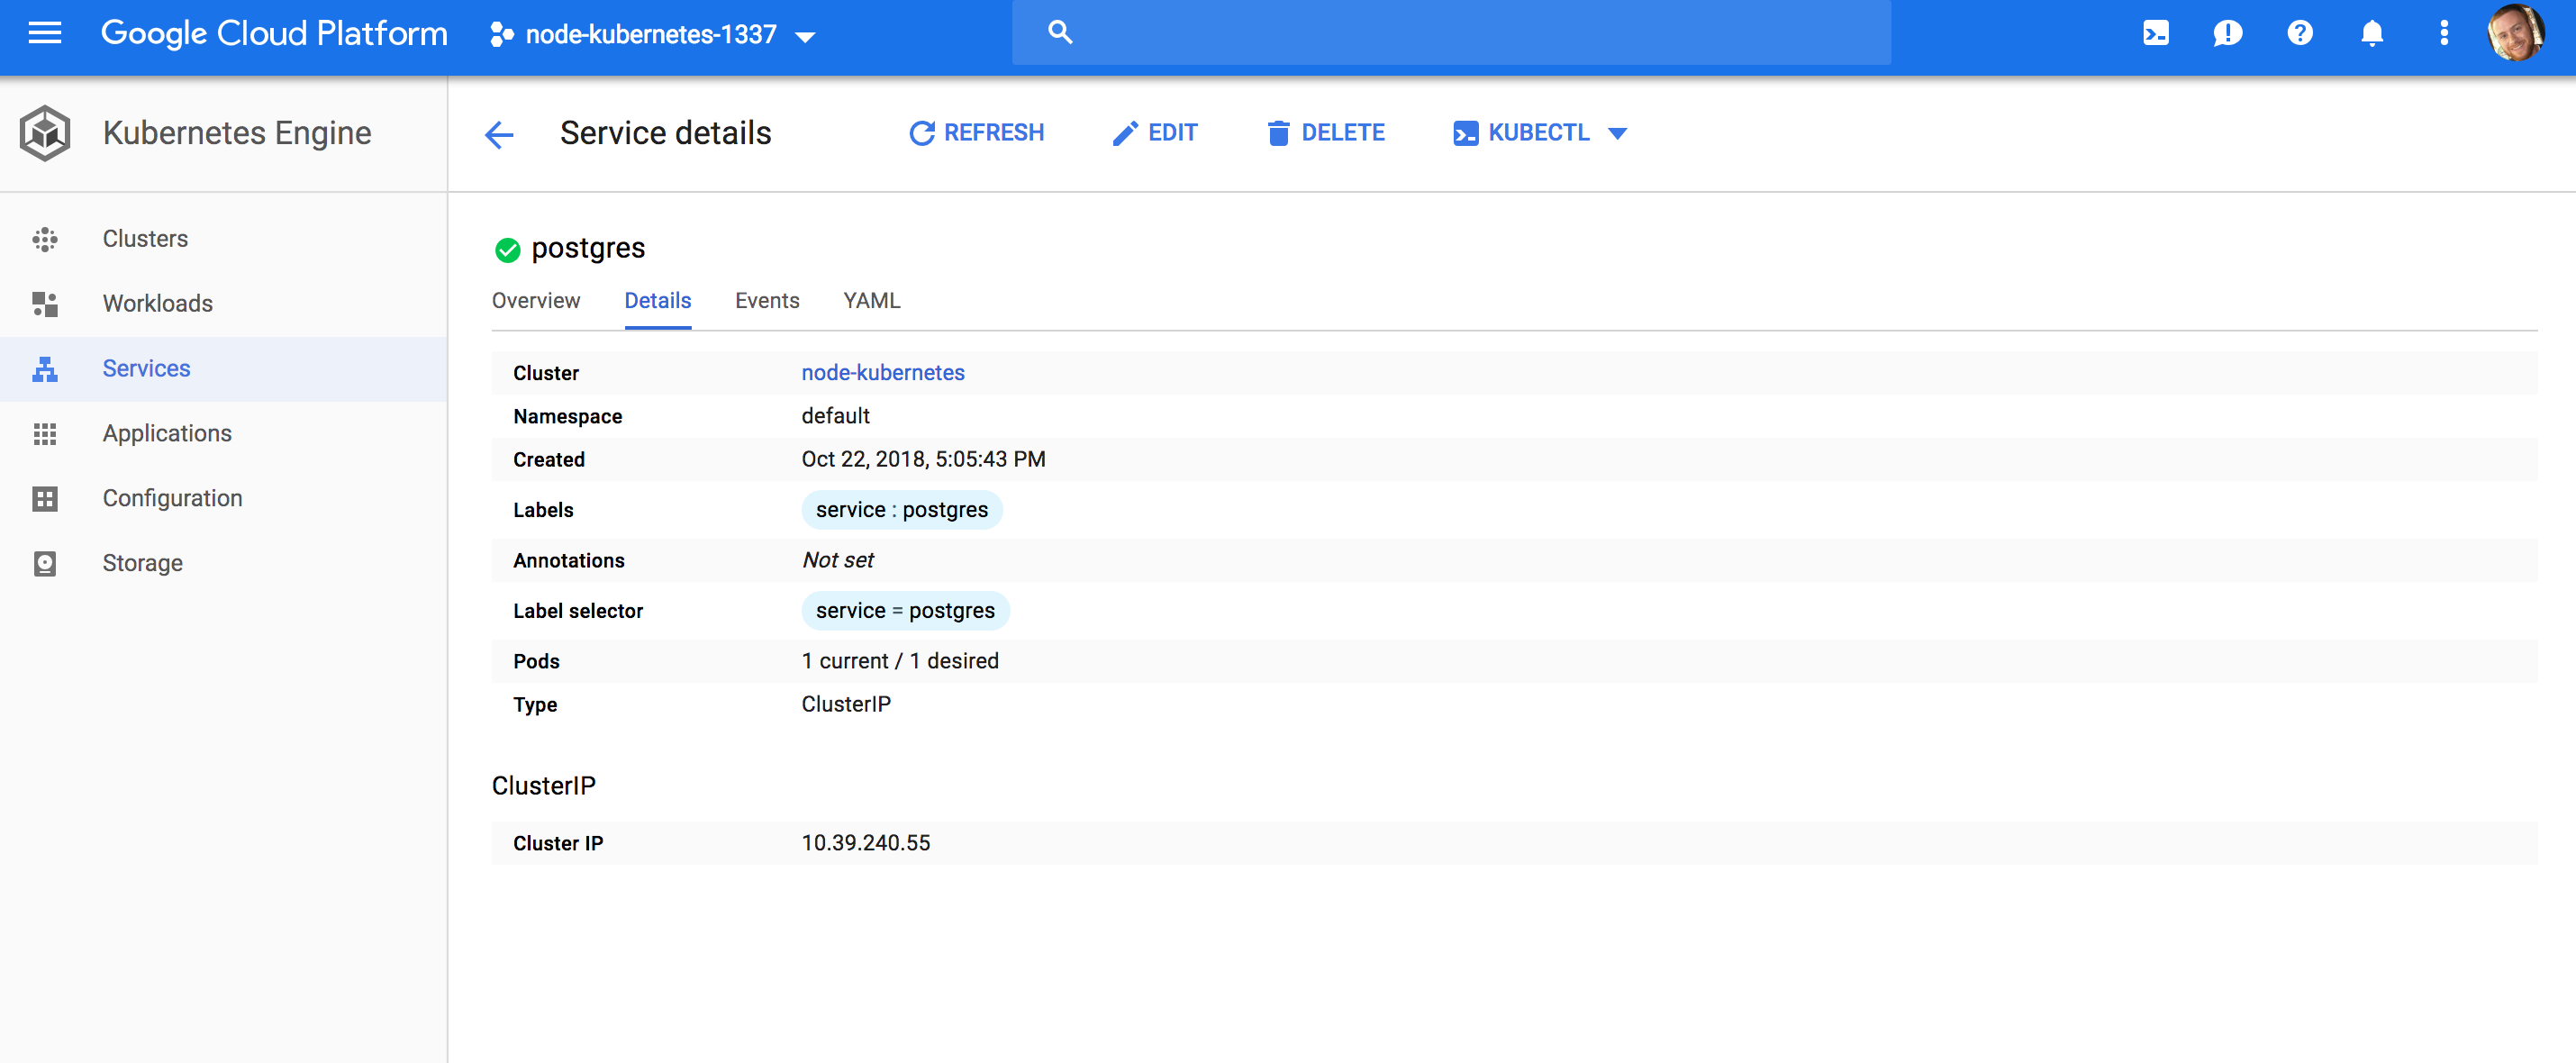 Google Cloud Platform
node-kubernetes-1337
Kubernetes Engine
Service details
REFRESH
EDIT
DELETE
KUBECTL
Clusters
Workloads
Services
Applications
Configuration
Storage
postgres
Overview
Details
Events
YAML
Cluster node-kubernetes
Namespace default
Created Oct 22, 2018, 5:05:43 PM
Labels service : postgres
Annotations Not set
Label selector service = postgres
Pods 1 current / 1 desired
Type ClusterIP
ClusterIP
Cluster IP 10.39.240.55